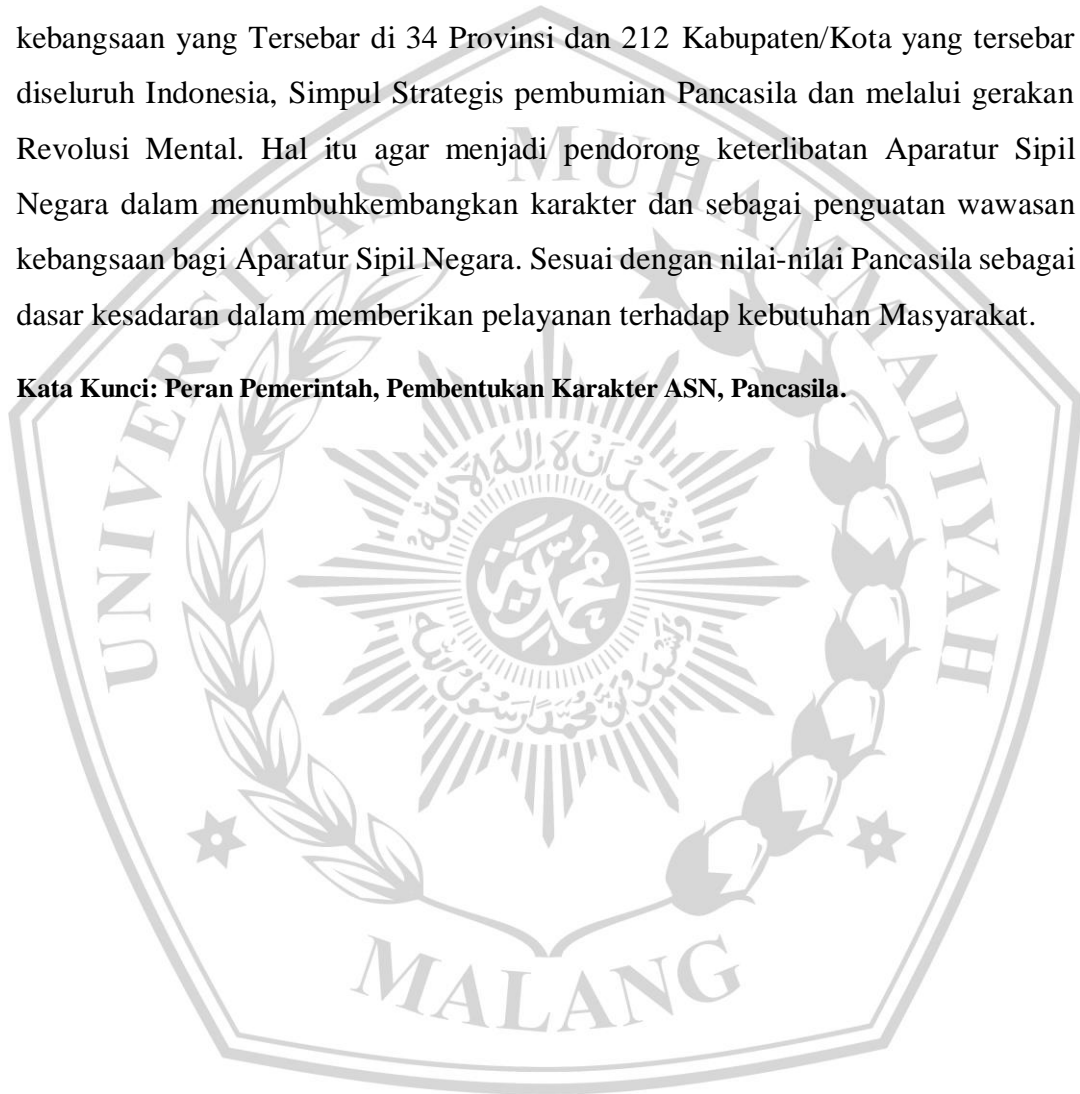 kebangsaan yang Tersebar di 34 Provinsi dan 212 Kabupaten/Kota yang tersebar
diseluruh Indonesia, Simpul Strategis pembumian Pancasila dan melalui gerakan
Revolusi Mental. Hal itu agar menjadi pendorong keterlibatan Aparatur Sipil
Negara dalam menumbuhkembangkan karakter dan sebagai penguatan wawasan
kebangsaan bagi Aparatur Sipil Negara. Sesuai dengan nilai-nilai Pancasila sebagai
dasar kesadaran dalam memberikan pelayanan terhadap kebutuhan Masyarakat.
Kata Kunci: Peran Pemerintah, Pembentukan Karakter ASN, Pancasila.
UNIVERSITAS MUHAMMADIYAH
MALANG